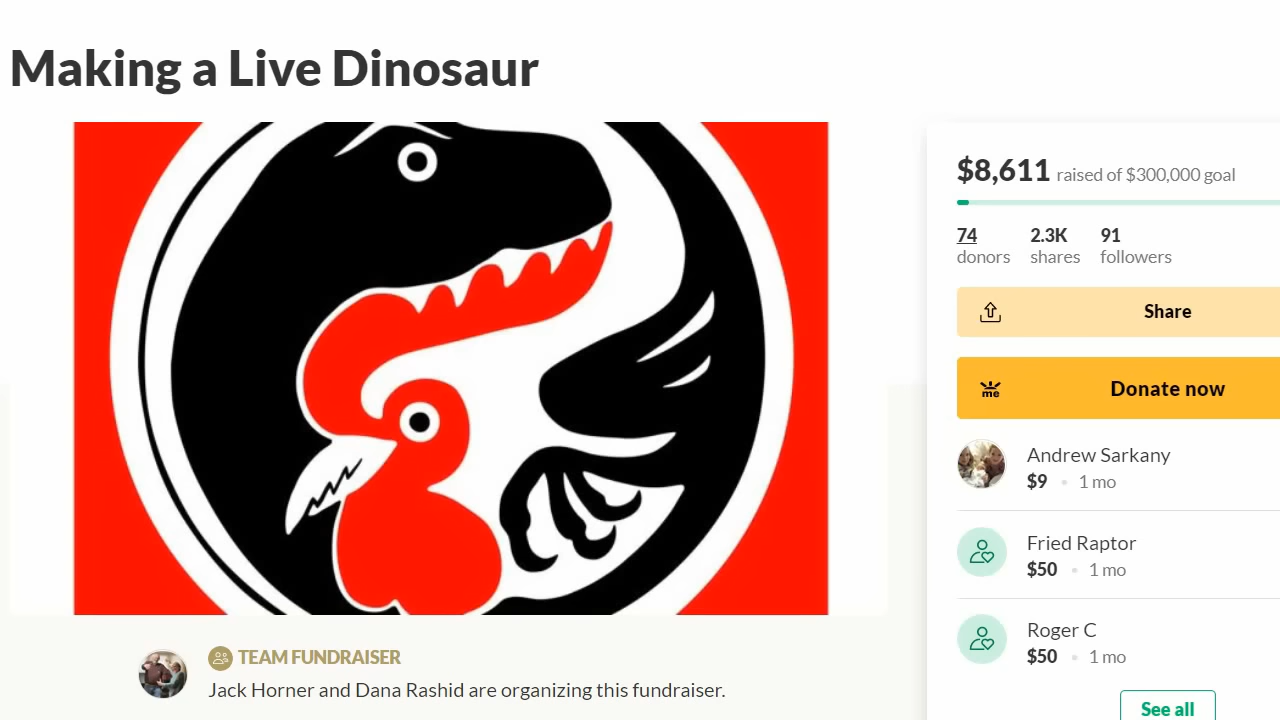 Making a Live Dinosaur
$8,611 raised of $300,000 goal
74 2.3K 91
donors shares followers
Share
me Donate now
Andrew Sarkany
$9 • 1 mo
Fried Raptor
$50 • 1 mo
Roger C
$50 • 1 mo
See all
TEAM FUNDRAISER
Jack Horner and Dana Rashid are organizing this fundraiser.